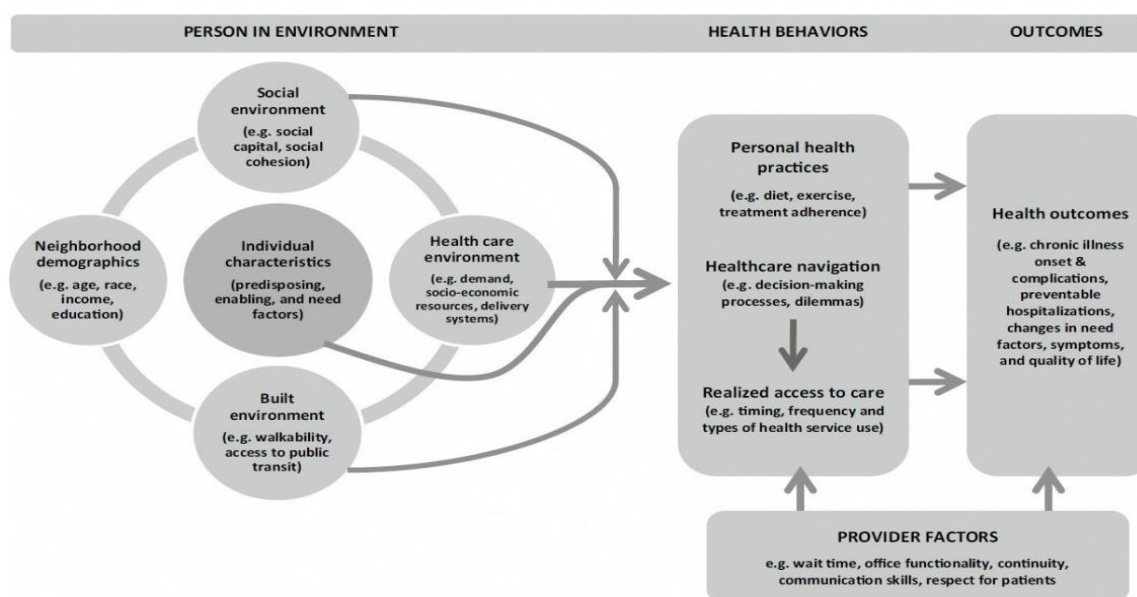 PERSON IN ENVIRONMENT
HEALTH BEHAVIORS
OUTCOMES
Social
environment
(e.g. social
capital, social
cohesion)
Neighborhood
demographics
(e.g. age, race,
income,
education)
Individual
characteristics
(predisposing,
enabling, and need
factors)
Health care
environment
(e.g. demand,
socio-economic
resources, delivery
systems)
Built
environment
(e.g. walkability,
access to public
transit)
Personal health
practices
(e.g. diet, exercise,
treatment adherence)
Healthcare navigation
(e.g. decision-making
processes, dilemmas)
Realized access to care
(e.g. timing, frequency and
types of health service use)
Health outcomes
(e.g. chronic illness
onset &
complications,
preventable
hospitalizations,
changes in need
factors, symptoms,
and quality of life)
PROVIDER FACTORS
e.g. wait time, office functionality, continuity,
communication skills, respect for patients